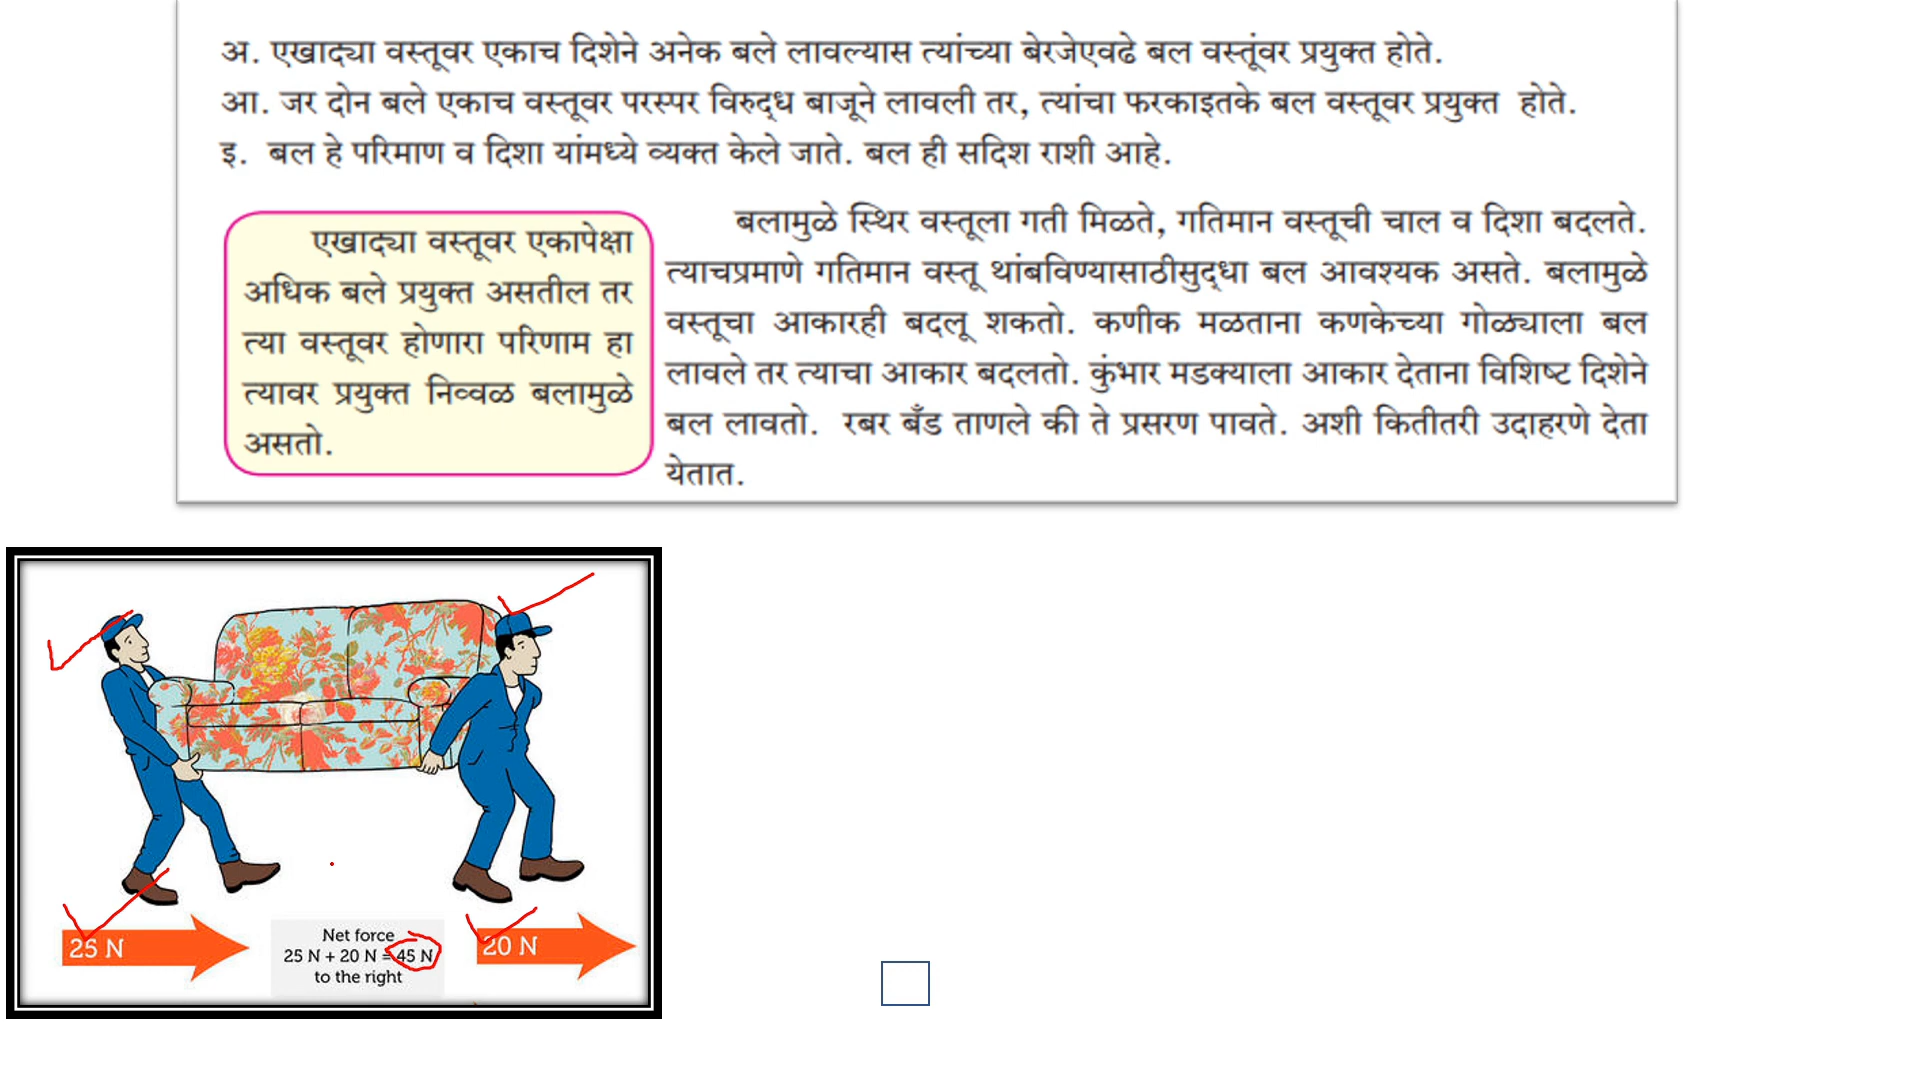 अ. एखाद्या वस्तूवर एकाच दिशेने अनेक बले लावल्यास त्यांच्या बेरजेएवढे बल वस्तूंवर प्रयुक्त होते.
आ. जर दोन बले एकाच वस्तूवर परस्पर विरुद्ध बाजूने लावली तर, त्यांचा फरकाइतके बल वस्तूवर प्रयुक्त होते.
इ. बल हे परिमाण व दिशा यांमध्ये व्यक्त केले जाते. बल ही सदिश राशी आहे.
एखाद्या वस्तूवर एकापेक्षा
अधिक बले प्रयुक्त असतील तर
त्या वस्तूवर होणारा परिणाम हा
त्यावर प्रयुक्त निव्वळ बलामुळे
असतो.
बलामुळे स्थिर वस्तूला गती मिळते, गतिमान वस्तूची चाल व दिशा बदलते.
त्याचप्रमाणे गतिमान वस्तू थांबविण्यासाठीसुद्धा बल आवश्यक असते. बलामुळे
वस्तूचा आकारही बदलू शकतो. कणीक मळताना कणकेच्या गोळ्याला बल
लावले तर त्याचा आकार बदलतो. कुंभार मडक्याला आकार देताना विशिष्ट दिशेने
बल लावतो. रबर बँड ताणले की ते प्रसरण पावते. अशी कितीतरी उदाहरणे देता
येतात.
25 N
Net force
25 N + 20 N = 45 N
to the right
20 N